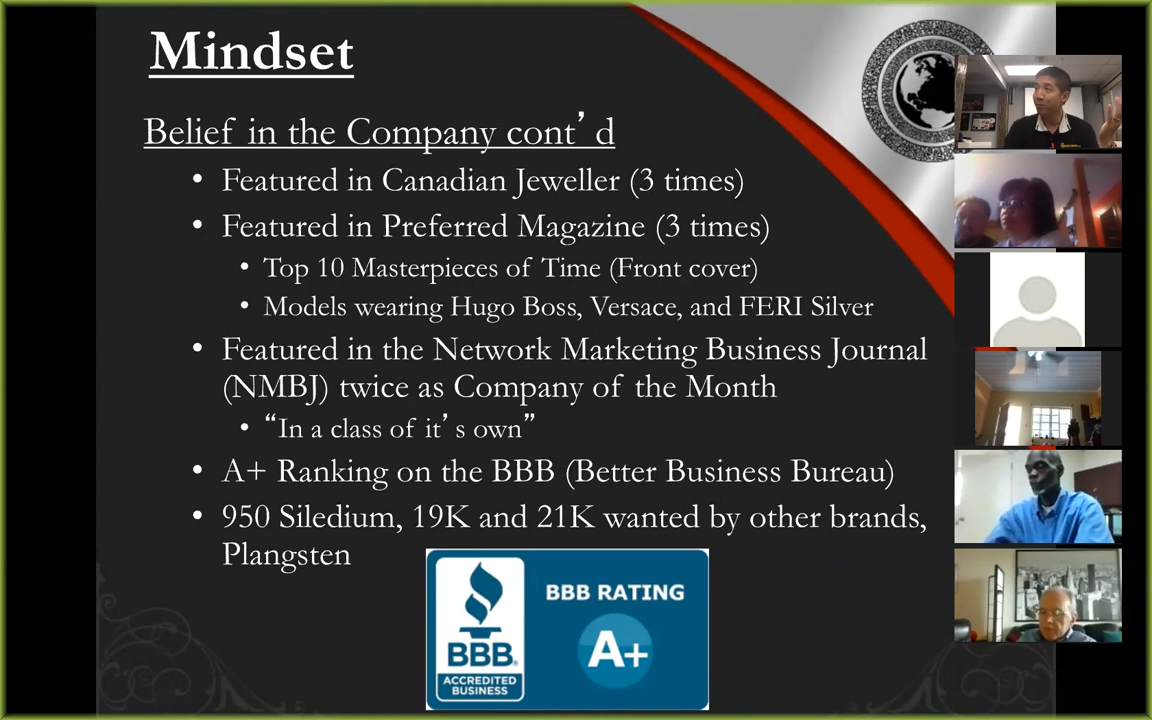 Mindset
Belief in the Company cont’d
• Featured in Canadian Jeweller (3 times)
• Featured in Preferred Magazine (3 times)
• Top 10 Masterpieces of Time (Front cover)
• Models wearing Hugo Boss, Versace, and FERI Silver
• Featured in the Network Marketing Business Journal
(NMBJ) twice as Company of the Month
• “In a class of it’s own”
• A+ Ranking on the BBB (Better Business Bureau)
• 950 Siledium, 19K and 21K wanted by other brands,
Plangsten
BBB RATING
A+
BBB.
ACCREDITED
BUSINESS